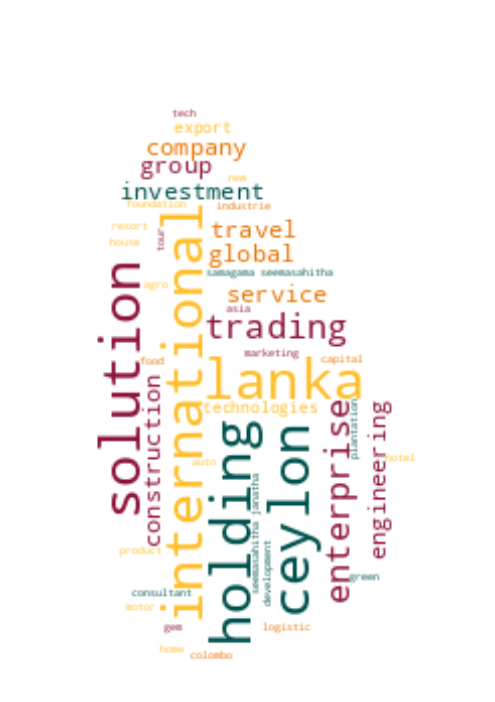 tech
export
company
group
new
investment
foundation
industrie
resort
tour
travel
house
global
international
solution
samagama seemasahitha
agro
service
asia
trading
marketing
food
capital
lanka
construction
technologies
enterprise
plantation
engineering
holding
ceylon
auto
hotel
seemasahitha janatha
development
product
green
consultant
motor
gem
logistic
home
colombo